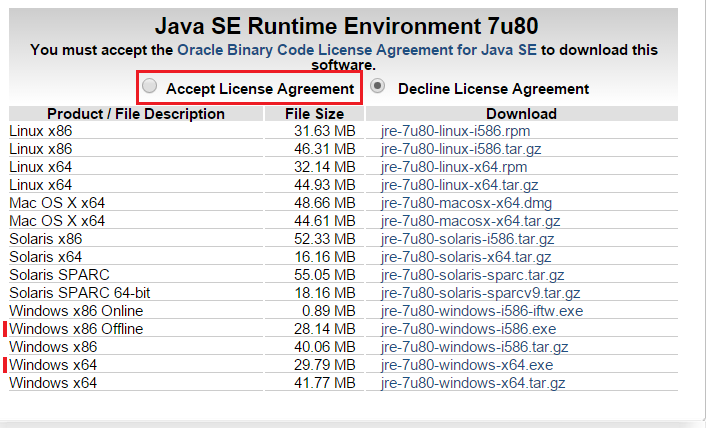 Java SE Runtime Environment 7u80
You must accept the Oracle Binary Code License Agreement for Java SE to download this
software.
Accept License Agreement Decline License Agreement
Product / File Description File Size Download
Linux x86 31.63 MB jre-7u80-linux-i586.rpm
Linux x86 46.31 MB jre-7u80-linux-i586.tar.gz
Linux x64 32.14 MB jre-7u80-linux-x64.rpm
Linux x64 44.93 MB jre-7u80-linux-x64.tar.gz
Mac OS X x64 48.66 MB jre-7u80-macosx-x64.dmg
Mac OS X x64 44.61 MB jre-7u80-macosx-x64.tar.gz
Solaris x86 52.33 MB jre-7u80-solaris-i586.tar.gz
Solaris x64 16.16 MB jre-7u80-solaris-x64.tar.gz
Solaris SPARC 55.05 MB jre-7u80-solaris-sparc.tar.gz
Solaris SPARC 64-bit 18.16 MB jre-7u80-solaris-sparcv9.tar.gz
Windows x86 Online 0.89 MB jre-7u80-windows-i586-iftw.exe
Windows x86 Offline 28.14 MB jre-7u80-windows-i586.exe
Windows x86 40.06 MB jre-7u80-windows-i586.tar.gz
Windows x64 29.79 MB jre-7u80-windows-x64.exe
Windows x64 41.77 MB jre-7u80-windows-x64.tar.gz